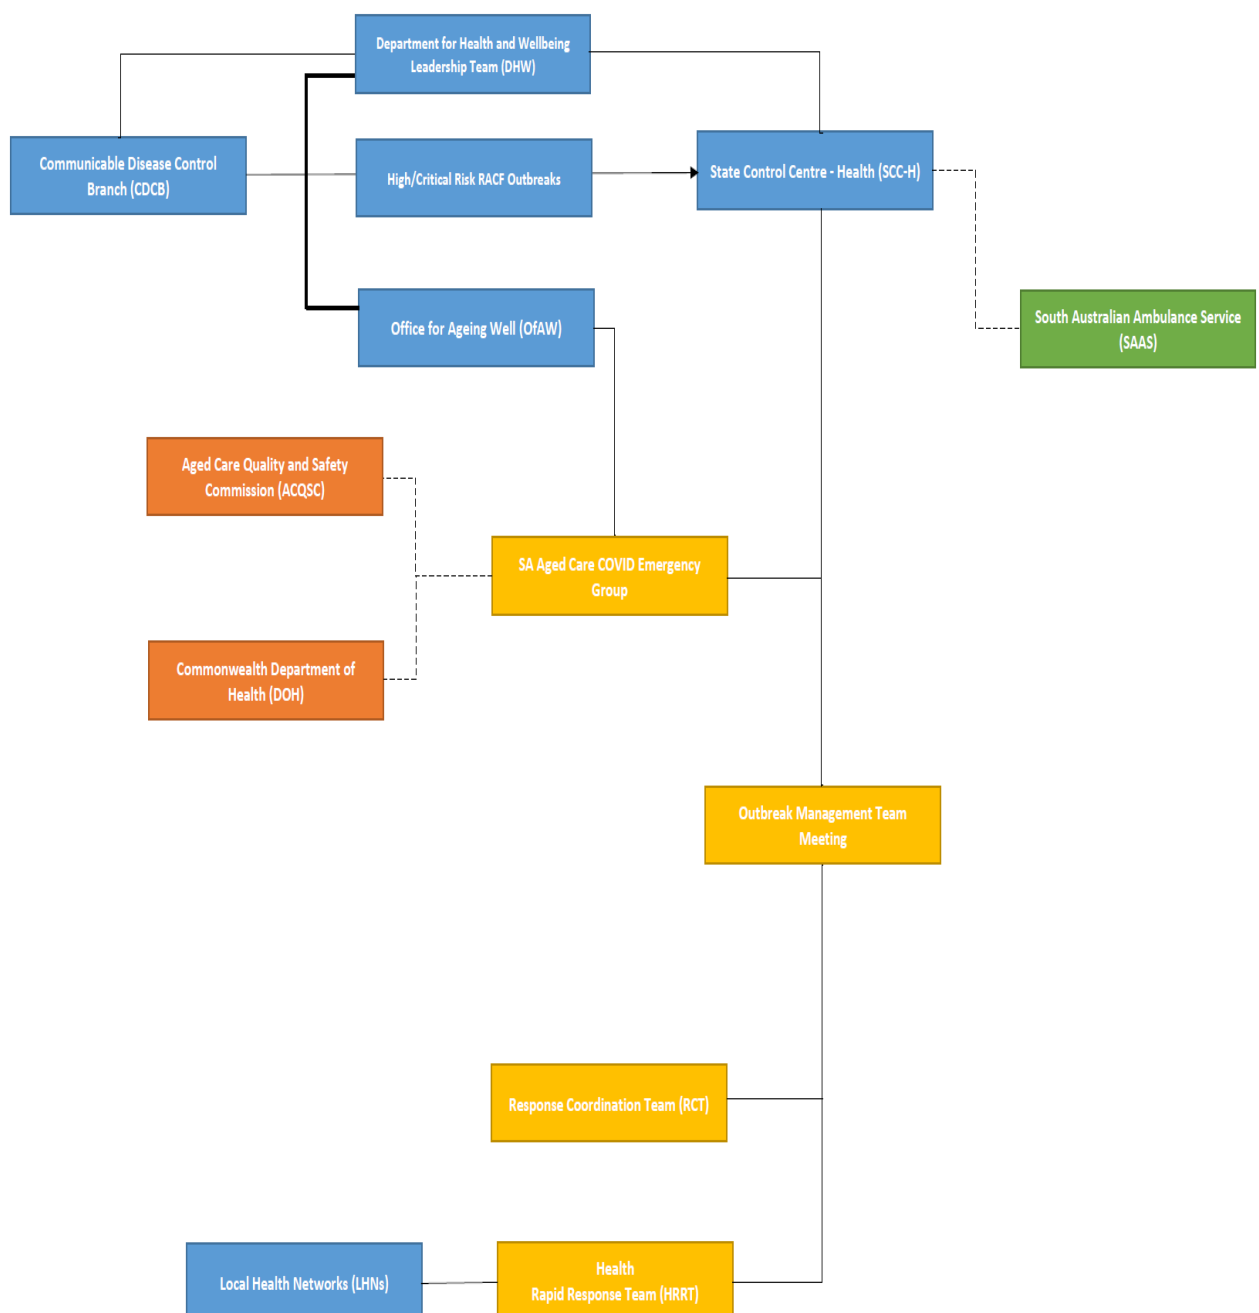 Department for Health and Wellbeing
Leadership Team (DHW)
Communicable Disease Control
Branch (CDCB)
High/Critical Risk RACF Outbreaks
State Control Centre - Health (SCC-H)
Office for Ageing Well (OfAW)
South Australian Ambulance Service
(SAAS)
Aged Care Quality and Safety
Commission (ACQSC)
SA Aged Care COVID Emergency
Group
Commonwealth Department of
Health (DOH)
Outbreak Management Team
Meeting
Response Coordination Team (RCT)
Local Health Networks (LHNs)
Health
Rapid Response Team (HRRT)